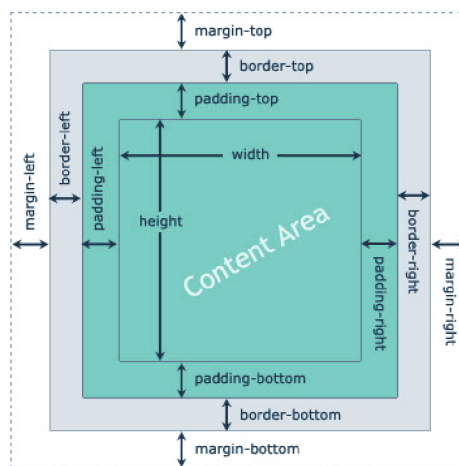 margin-top
border-top
padding-top
width
margin-left
border-left
padding-left
height
Content Area
padding-right
border-right
margin-right
padding-bottom
border-bottom
margin-bottom